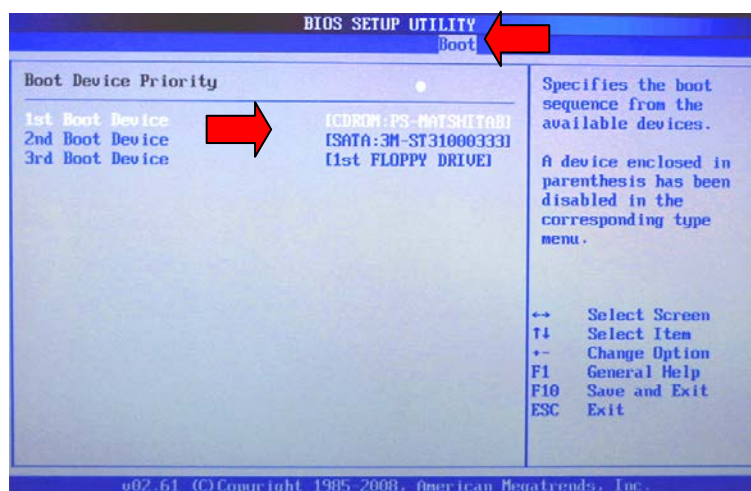 BIOS SETUP UTILITY
Boot
Boot Device Priority
1st Boot Device [CDROM:PS-MATSHITAB]
2nd Boot Device [SATA:3M-ST31000333]
3rd Boot Device [1st FLOPPY DRIVE]
Specifies the boot
sequence from the
available devices.
A device enclosed in
parenthesis has been
disabled in the
corresponding type
menu.
↔ Select Screen
↑↓ Select Item
+- Change Option
F1 General Help
F10 Save and Exit
ESC Exit
v02.61 (C)Copyright 1985-2008, American Megatrends, Inc.